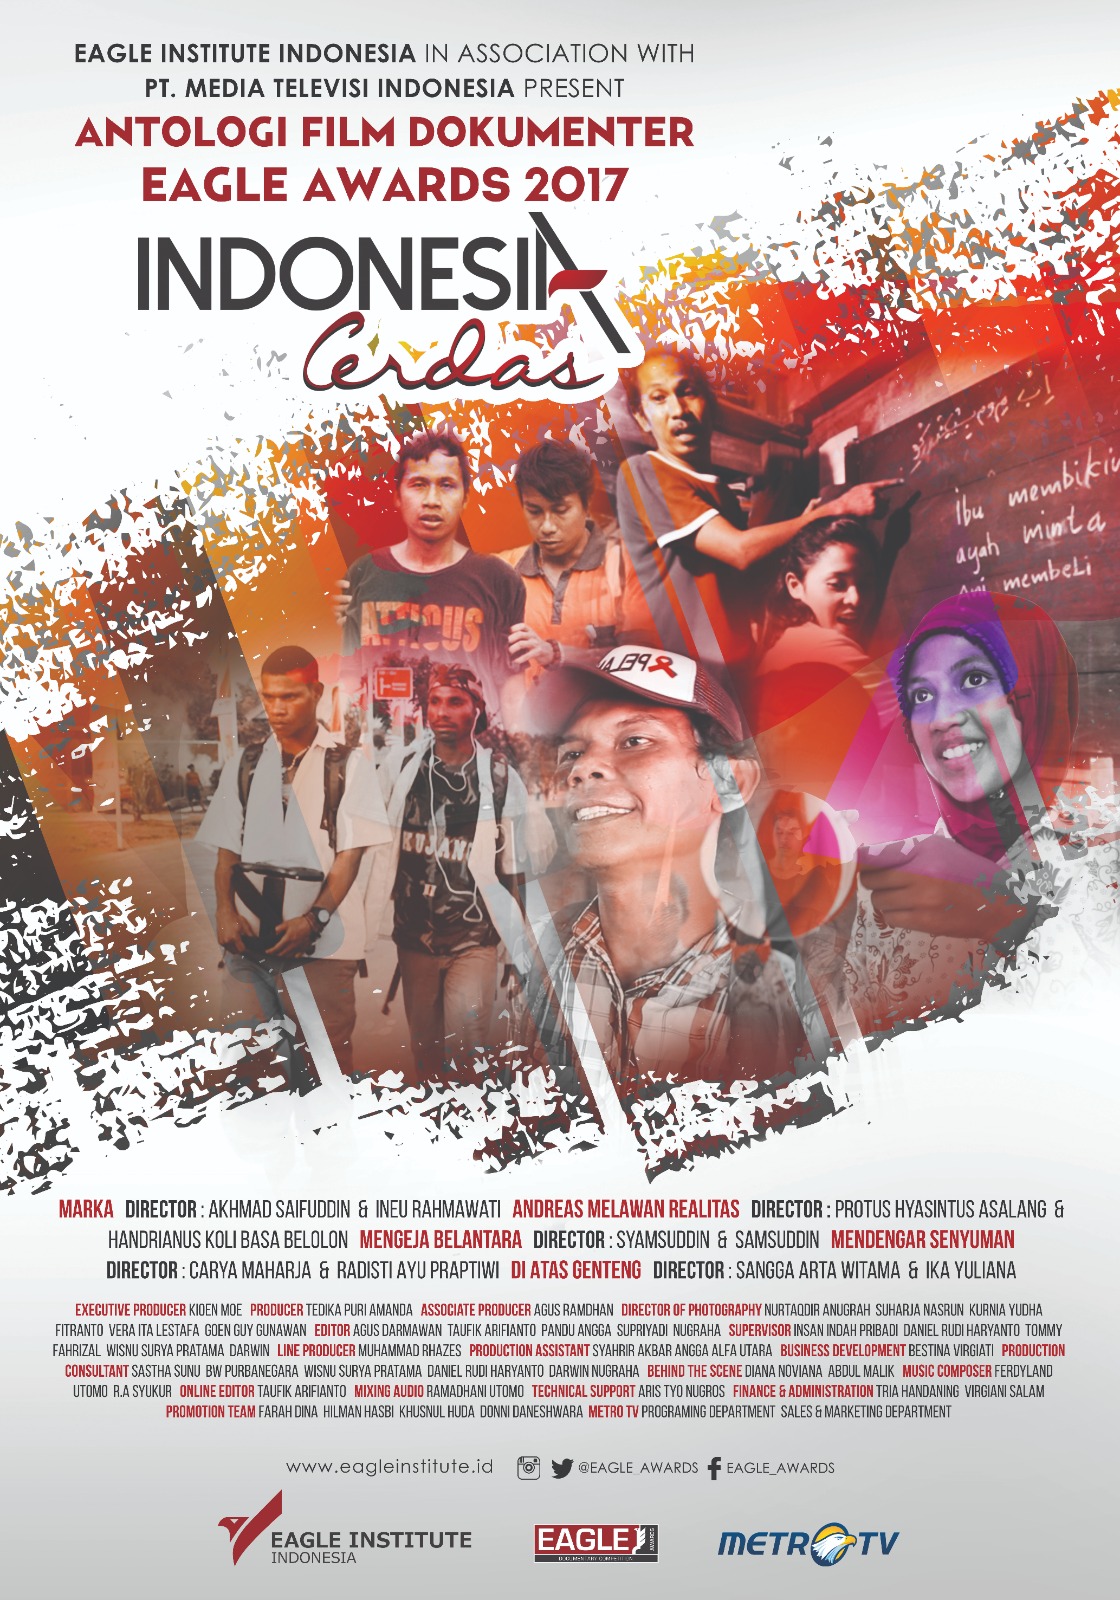 EAGLE INSTITUTE INDONESIA IN ASSOCIATION WITH
PT. MEDIA TELEVISI INDONESIA PRESENT
ANTOLOGI FILM DOKUMENTER
EAGLE AWARDS 2017
INDONESIA
Cerdas
Ibu membikin
ayah minta
membeli
MARKA DIRECTOR : AKHMAD SAIFUDDIN & INEU RAHMAWATI ANDREAS MELAWAN REALITAS DIRECTOR : PROTUS HYASINTUS ASALANG &
HANDRIANUS KOLI BASA BELOLON MENGEJA BELANTARA DIRECTOR : SYAMSUDDIN & SAMSUDDIN MENDENGAR SENYUMAN
DIRECTOR : CARYA MAHARJA & RADISTI AYU PRAPTIWI DI ATAS GENTENG DIRECTOR : SANGGA ARTA WITAMA & IKA YULIANA
EXECUTIVE PRODUCER KIOEN MOE PRODUCER TEDIKA PURI AMANDA ASSOCIATE PRODUCER AGUS RAMDHAN DIRECTOR OF PHOTOGRAPHY NURTAQDIR ANUGRAH SUHARJA NASRUN KURNIA YUDHA
FITRANTO VERA ITA LESTAFA GOEN GUY GUNAWAN EDITOR AGUS DARMAWAN TAUFIK ARIFIANTO PANDU ANGGA SUPRIYADI NUGRAHA SUPERVISOR INSAN INDAH PRIBADI DANIEL RUDI HARYANTO TOMMY
FAHRIZAL WISNU SURYA PRATAMA DARWIN LINE PRODUCER MUHAMMAD RHAZES PRODUCTION ASSISTANT SYAHRIR AKBAR ANGGA ALFA UTARA BUSINESS DEVELOPMENT BESTINA VIRGIATI PRODUCTION
CONSULTANT SASTHA SUNU BW PURBANEGARA WISNU SURYA PRATAMA DANIEL RUDI HARYANTO DARWIN NUGRAHA BEHIND THE SCENE DIANA NOVIANA ABDUL MALIK MUSIC COMPOSER FERDYLAND
UTOMO R.A SYUKUR ONLINE EDITOR TAUFIK ARIFIANTO MIXING AUDIO RAMADHANI UTOMO TECHNICAL SUPPORT ARIS TYO NUGROS FINANCE & ADMINISTRATION TRIA HANDANING VIRGIANI SALAM
PROMOTION TEAM FARAH DINA HILMAN HASBI KHUSNUL HUDA DONNI DANESHWARA METRO TV PROGRAMING DEPARTMENT SALES & MARKETING DEPARTMENT
www.eagleinstitute.id @EAGLE_AWARDS EAGLE_AWARDS
EAGLE INSTITUTE
INDONESIA
EAGLE AWARDS
DOCUMENTARY COMPETITION
METRO TV